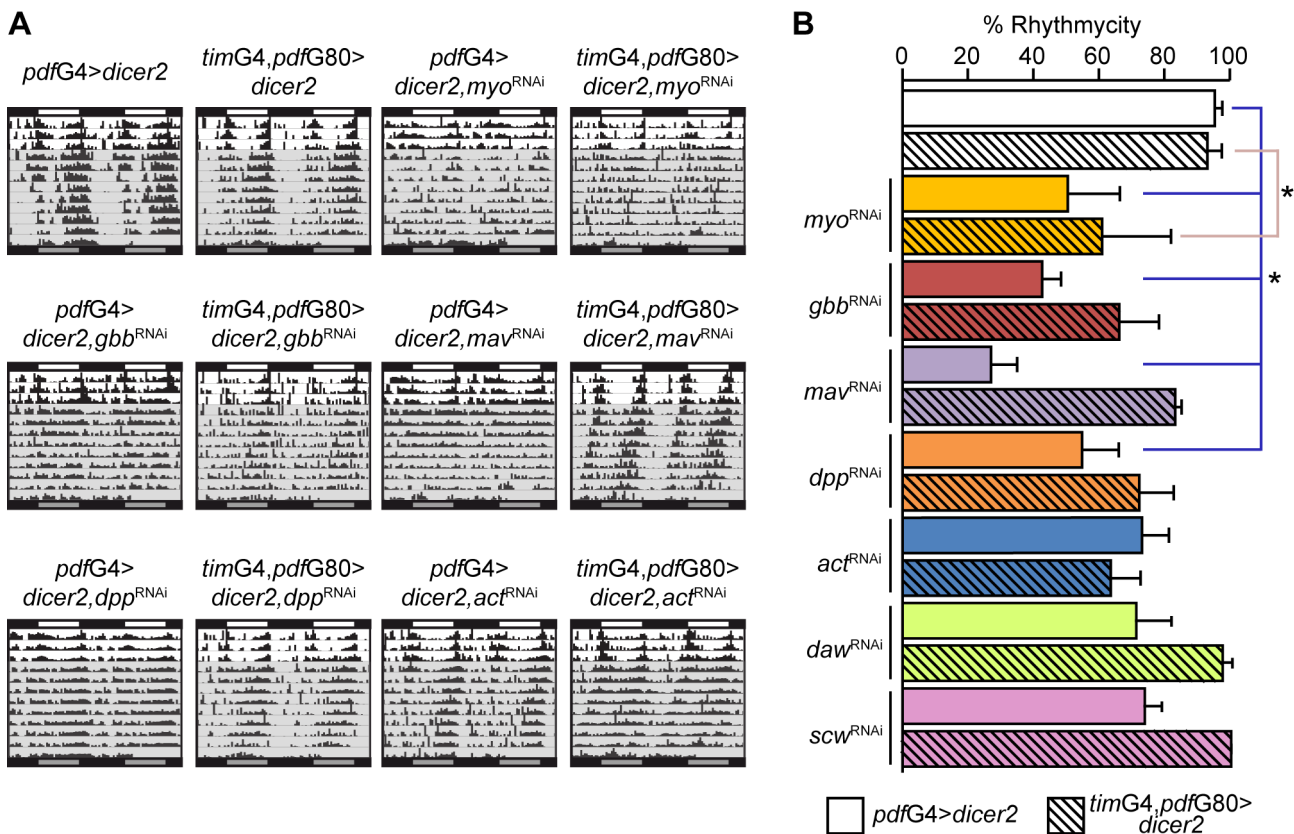 A
pdfG4>dicer2
timG4,pdfG80>
dicer2
pdfG4>
dicer2,myoRNAi
timG4,pdfG80>
dicer2,myoRNAi
pdfG4>
dicer2,gbbRNAi
timG4,pdfG80>
dicer2,gbbRNAi
pdfG4>
dicer2,mavRNAi
timG4,pdfG80>
dicer2,mavRNAi
pdfG4>
dicer2,dppRNAi
timG4,pdfG80>
dicer2,dppRNAi
pdfG4>
dicer2,actRNAi
timG4,pdfG80>
dicer2,actRNAi
B
% Rhythmycity
0 20 40 60 80 100
*
myoRNAi
gbbRNAi
*
mavRNAi
dppRNAi
actRNAi
dawRNAi
scwRNAi
pdfG4>dicer2
timG4,pdfG80>
dicer2